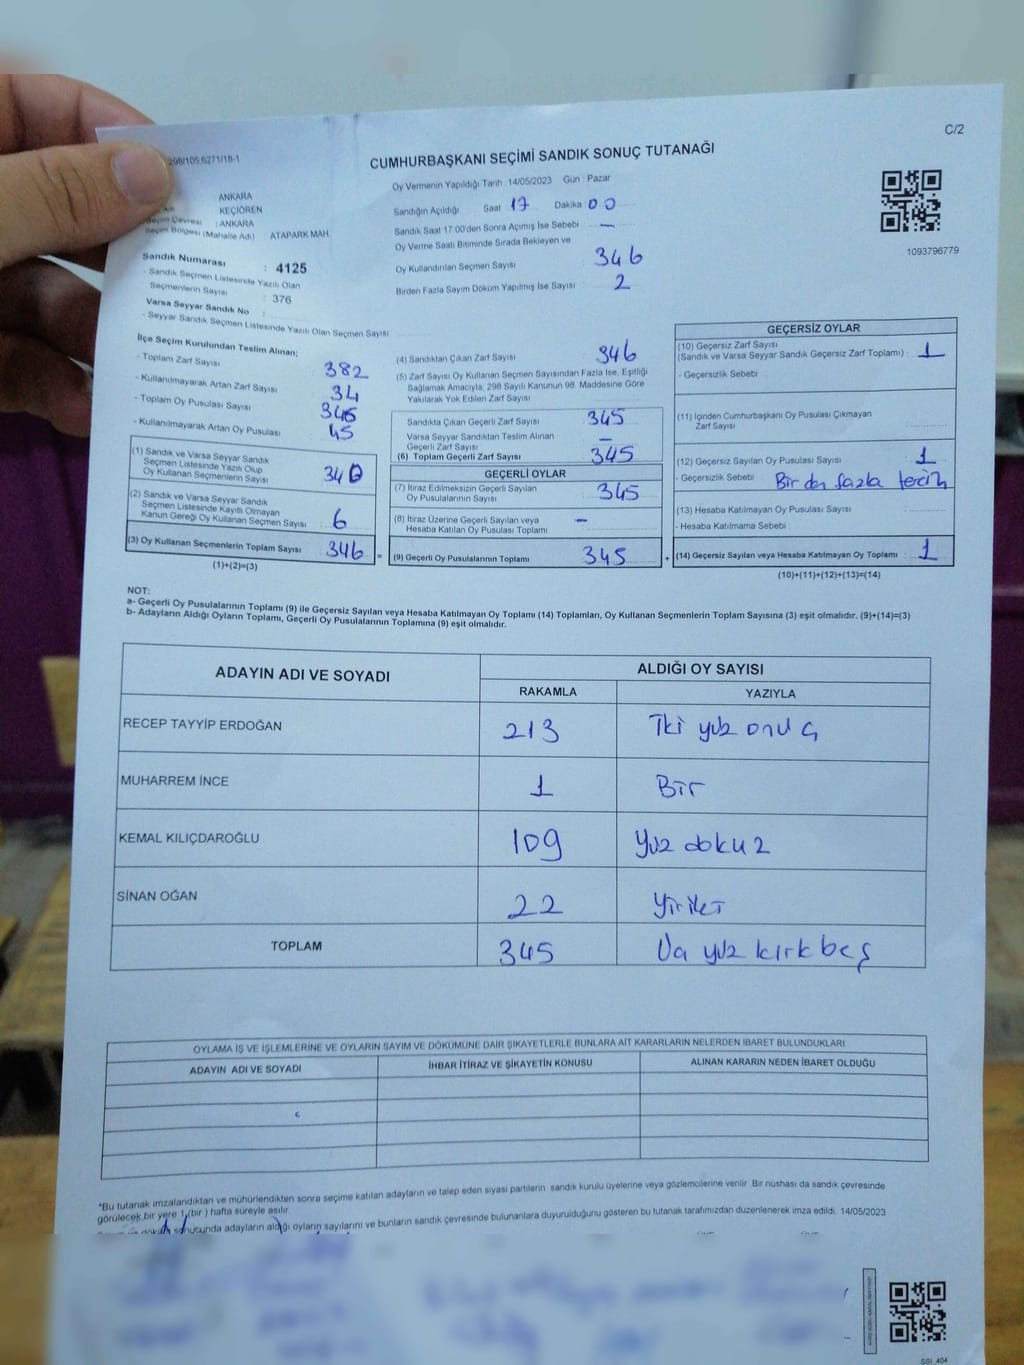 C/2
298/105.6271/18-1
CUMHURBAŞKANI SEÇİMİ SANDIK SONUÇ TUTANAĞI
Oy Vermenin Yapıldığı Tarih :14/05/2023 Gün : Pazar
ANKARA
KEÇİÖREN
: ANKARA
Seçim Bölgesi (Mahalle Adı) : ATAPARK MAH.
Sandığın Açıldığı Saat 17 Dakika 00
Sandık Saat 17.00'den Sonra Açımış İse Sebebi —
Oy Verme Saati Bitiminde Sırada Bekleyen ve
Oy Kullandırılan Seçmen Sayısı 346
Birden Fazla Sayım Döküm Yapılmış İse Sayısı 2
1093796779
Sandık Numarası : 4125
- Sandık Seçmen Listesinde Yazılı Olan
Seçmenlerin Sayısı : 376
Varsa Seyyar Sandık No :
- Seyyar Sandık Seçmen Listesinde Yazılı Olan Seçmen Sayısı
İlçe Seçim Kurulundan Teslim Alınan;
- Toplam Zarf Sayısı 382
- Kullanılmayarak Artan Zarf Sayısı 34
- Toplam Oy Pusulası Sayısı
- Kullanılmayarak Artan Oy Pusulası 45
(1) Sandık ve Varsa Seyyar Sandık
Seçmen Listesinde Yazılı Olup
Oy Kullanan Seçmenlerin Sayısı 340
(2) Sandık ve Varsa Seyyar Sandık
Seçmen Listesinde Kayıtlı Olmayan
Kanun Gereği Oy Kullanan Seçmen Sayısı 6
(3) Oy Kullanan Seçmenlerin Toplam Sayısı 346 =
(1)+(2)=(3)
(4) Sandıktan Çıkan Zarf Sayısı 346
(5) Zarf Sayısı Oy Kullanan Seçmen Sayısından Fazla İse, Eşitliği
Sağlamak Amacıyla; 298 Sayılı Kanunun 98. Maddesine Göre
Yakılarak Yok Edilen Zarf Sayısı
Sandıkta Çıkan Geçerli Zarf Sayısı 345
Varsa Seyyar Sandıktan Teslim Alınan
Geçerli Zarf Sayısı —
(6) Toplam Geçerli Zarf Sayısı 345
GEÇERLİ OYLAR
(7) İtiraz Edilmeksizin Geçerli Sayılan
Oy Pusulalarının Sayısı 345
(8) İtiraz Üzerine Geçerli Sayılan veya
Hesaba Katılan Oy Pusulası Toplamı —
(9) Geçerli Oy Pusulalarının Toplamı 345 +
GEÇERSİZ OYLAR
(10) Geçersiz Zarf Sayısı
(Sandık ve Varsa Seyyar Sandık Geçersiz Zarf Toplamı) : 1
- Geçersizlik Sebebi
(11) İçinden Cumhurbaşkanı Oy Pusulası Çıkmayan
Zarf Sayısı
(12) Geçersiz Sayılan Oy Pusulası Sayısı 1
- Geçersizlik Sebebi Birden fazla tercih
(13) Hesaba Katılmayan Oy Pusulası Sayısı
- Hesaba Katılmama Sebebi
(14) Geçersiz Sayılan veya Hesaba Katılmayan Oy Toplamı : 1
(10)+(11)+(12)+(13)=(14)
NOT:
a- Geçerli Oy Pusulalarının Toplamı (9) ile Geçersiz Sayılan veya Hesaba Katılmayan Oy Toplamı (14) Toplamları, Oy Kullanan Seçmenlerin Toplam Sayısına (3) eşit olmalıdır. (9)+(14)=(3)
b- Adayların Aldığı Oyların Toplamı, Geçerli Oy Pusulalarının Toplamına (9) eşit olmalıdır.
ADAYIN ADI VE SOYADI ALDIĞI OY SAYISI
RAKAMLA YAZIYLA
RECEP TAYYİP ERDOĞAN 213 İki yüz onüç
MUHARREM İNCE 1 Bir
KEMAL KILIÇDAROĞLU 109 Yüz dokuz
SİNAN OĞAN 22
TOPLAM 345 yüz kırkbeş
OYLAMA İŞ VE İŞLEMLERİNE VE OYLARIN SAYIM VE DÖKÜMÜNE DAİR ŞİKAYETLERLE BUNLARA AİT KARARLARIN NELERDEN İBARET BULUNDUKLARI
ADAYIN ADI VE SOYADI İHBAR İTİRAZ VE ŞİKAYETİN KONUSU ALINAN KARARIN NEDEN İBARET OLDUĞU
*Bu tutanak imzalandıktan ve mühürlendikten sonra seçime katılan adayların ve talep eden siyasi partilerin sandık kurulu üyelerine veya gözlemcilerine verilir. Bir nüshası da sandık çevresinde
görülecek bir yere 1 (bir ) hafta süreyle asılır.
sonucunda adayların aldığı oyların sayılarını ve bunların sandık çevresinde bulunanlara duyurulduğunu gösteren bu tutanak tarafımızdan düzenlenerek imza edildi. 14/05/2023
SSI_404